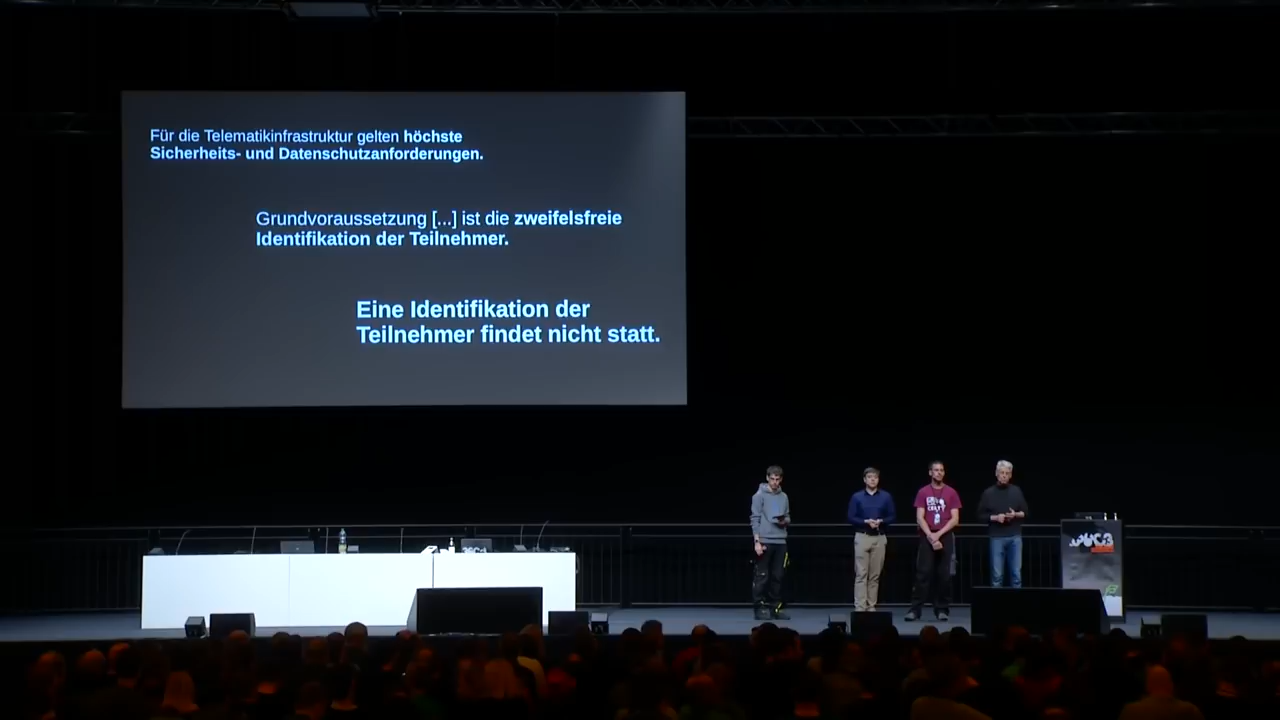 Für die Telematikinfrastruktur gelten höchste
Sicherheits- und Datenschutzanforderungen.
Grundvoraussetzung [...] ist die zweifelsfreie
Identifikation der Teilnehmer.
Eine Identifikation der
Teilnehmer findet nicht statt.